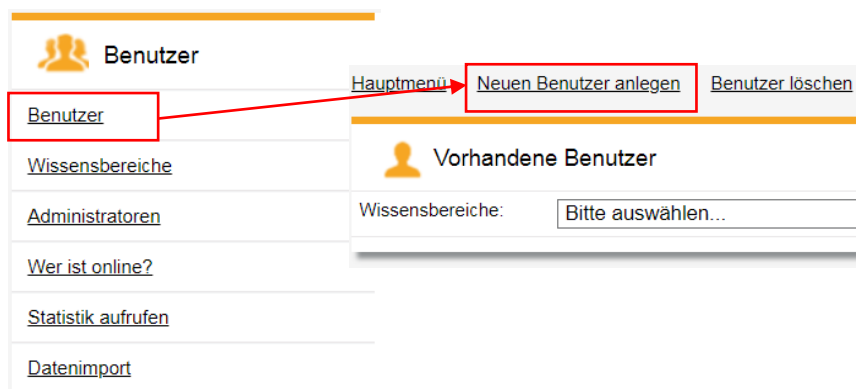 Benutzer
Benutzer
Wissensbereiche
Administratoren
Wer ist online?
Statistik aufrufen
Datenimport
Hauptmenü Neuen Benutzer anlegen Benutzer löschen
Vorhandene Benutzer
Wissensbereiche: Bitte auswählen...